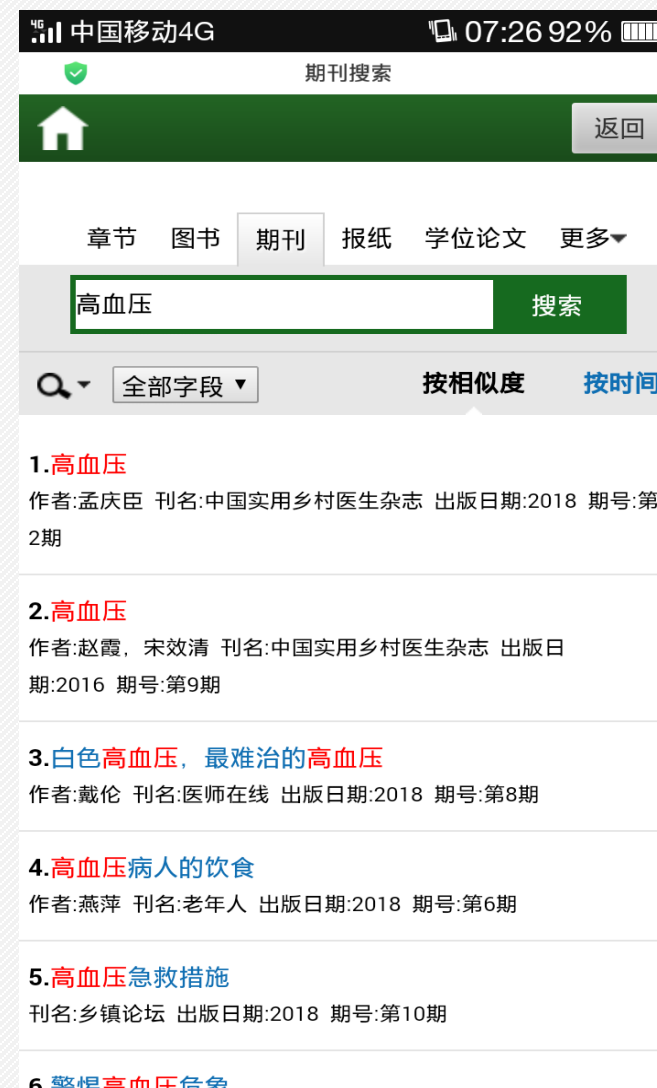 4G 中国移动4G 07:26 92%
期刊搜索
返回
章节 图书 期刊 报纸 学位论文 更多
高血压 搜索
全部字段 按相似度 按时间
1.高血压
作者:孟庆臣 刊名:中国实用乡村医生杂志 出版日期:2018 期号:第
2期
2.高血压
作者:赵霞，宋效清 刊名:中国实用乡村医生杂志 出版日
期:2016 期号:第9期
3.白色高血压，最难治的高血压
作者:戴伦 刊名:医师在线 出版日期:2018 期号:第8期
4.高血压病人的饮食
作者:燕萍 刊名:老年人 出版日期:2018 期号:第6期
5.高血压急救措施
刊名:乡镇论坛 出版日期:2018 期号:第10期
6.警惕高血压危象